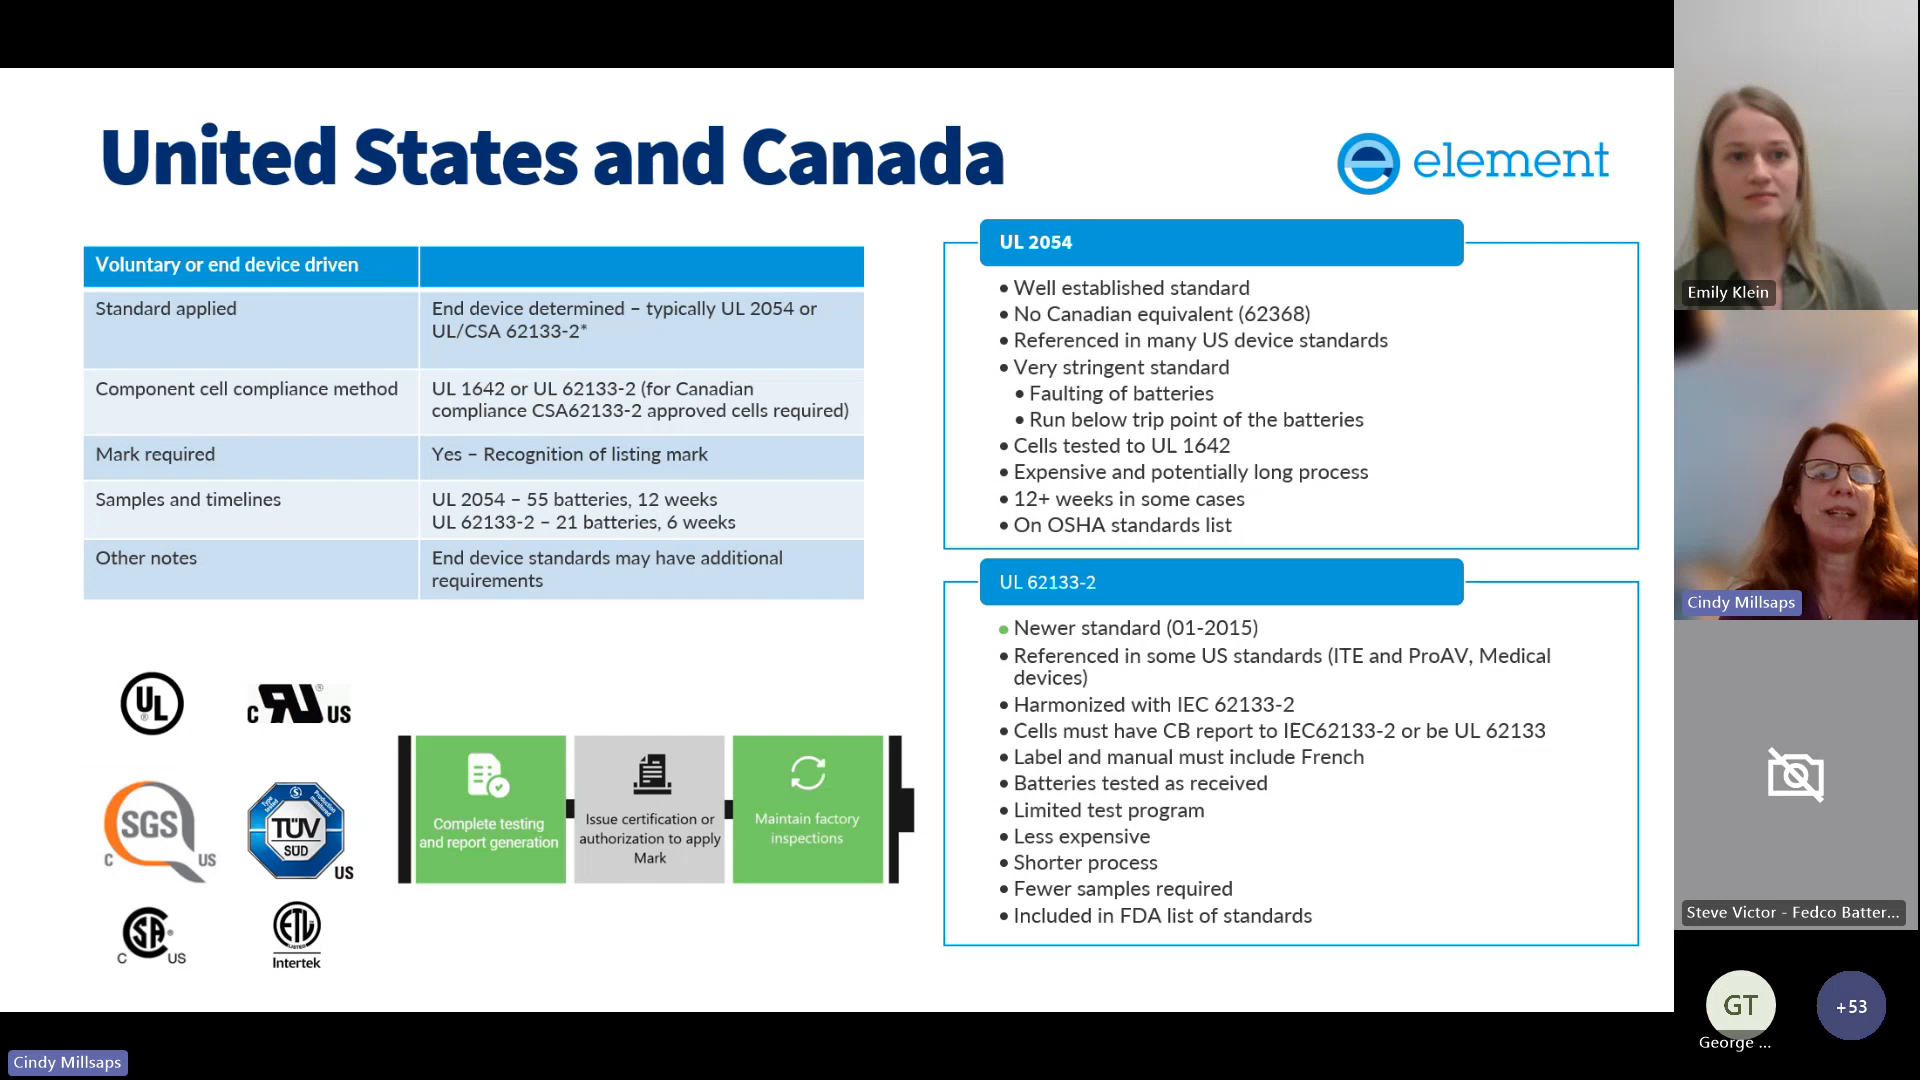 United States and Canada
element
Voluntary or end device driven
Standard applied
End device determined – typically UL 2054 or
UL/CSA 62133-2*
Component cell compliance method
UL 1642 or UL 62133-2 (for Canadian
compliance CSA62133-2 approved cells required)
Mark required
Yes – Recognition of listing mark
Samples and timelines
UL 2054 – 55 batteries, 12 weeks
UL 62133-2 – 21 batteries, 6 weeks
Other notes
End device standards may have additional
requirements
UL 2054
• Well established standard
• No Canadian equivalent (62368)
• Referenced in many US device standards
• Very stringent standard
• Faulting of batteries
• Run below trip point of the batteries
• Cells tested to UL 1642
• Expensive and potentially long process
• 12+ weeks in some cases
• On OSHA standards list
UL 62133-2
• Newer standard (01-2015)
• Referenced in some US standards (ITE and ProAV, Medical
devices)
• Harmonized with IEC 62133-2
• Cells must have CB report to IEC62133-2 or be UL 62133
• Label and manual must include French
• Batteries tested as received
• Limited test program
• Less expensive
• Shorter process
• Fewer samples required
• Included in FDA list of standards
UL ®
C RU ® US
C SGS US
Type tested
Production monitored
TÜV
SÜD
US
C SA ® US
ETL
LISTED
Intertek
Complete testing
and report generation
Issue certification or
authorization to apply
Mark
Maintain factory
inspections
Emily Klein
Cindy Millsaps
Steve Victor - Fedco Batter...
GT
George ...
+53
Cindy Millsaps